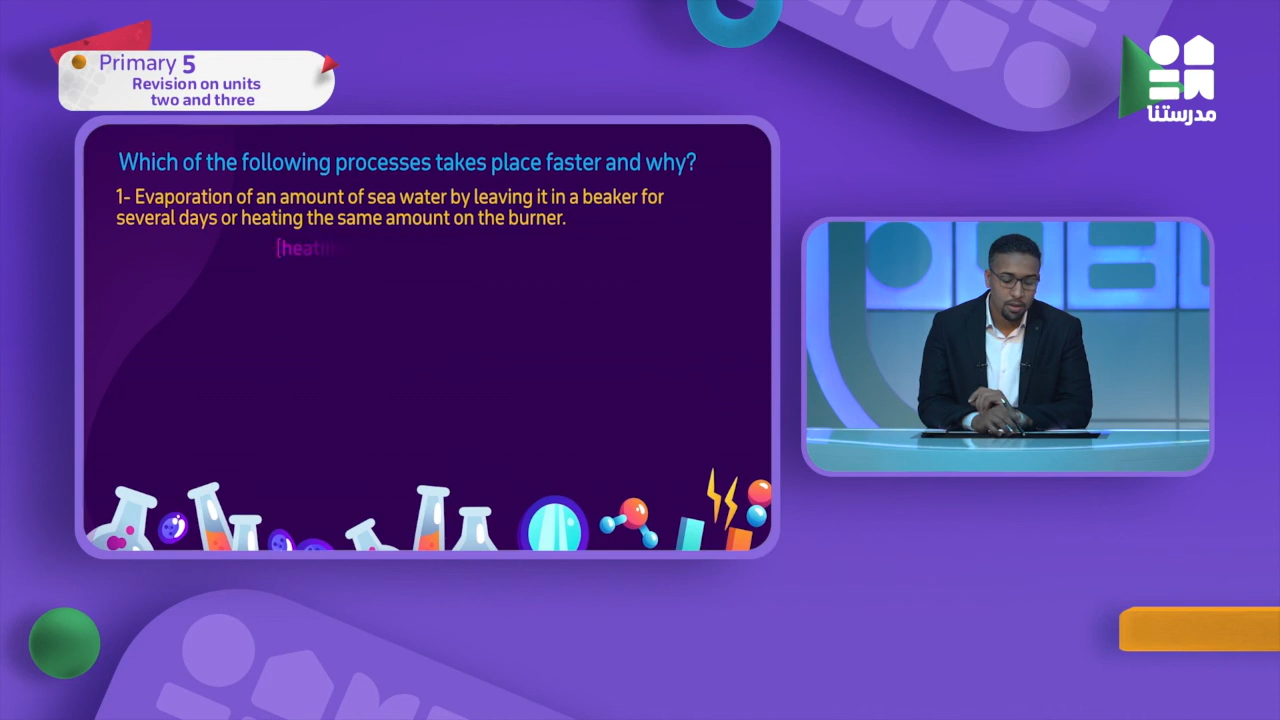 Primary 5
Revision on units
two and three
مدرستنا
Which of the following processes takes place faster and why?
1- Evaporation of an amount of sea water by leaving it in a beaker for
several days or heating the same amount on the burner.